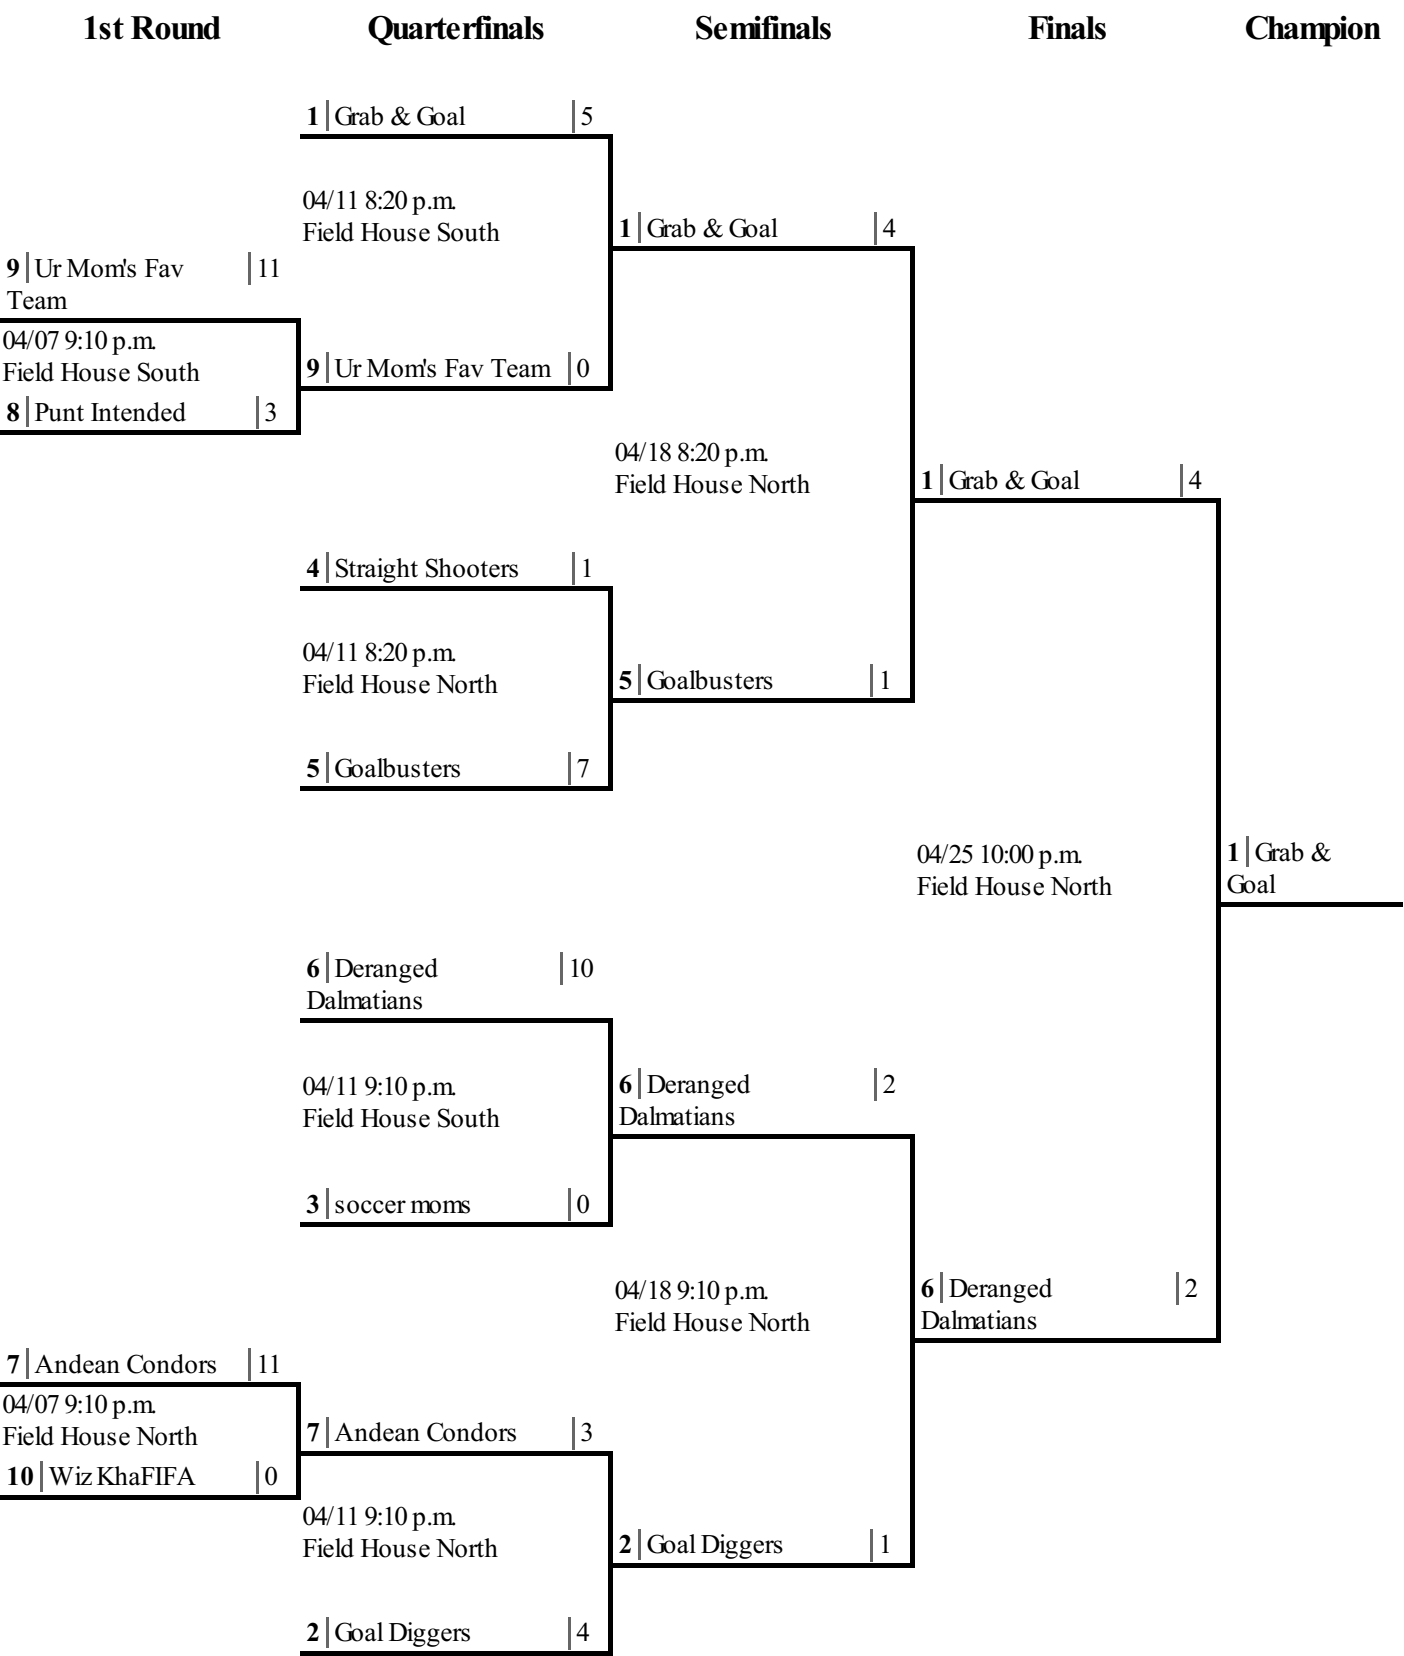 1st Round Quarterfinals Semifinals Finals Champion
1 Grab & Goal 5
04/11 8:20 p.m.
Field House South
9 Ur Mom's Fav Team 0
9 Ur Mom's Fav 11
Team
04/07 9:10 p.m.
Field House South
8 Punt Intended 3
1 Grab & Goal 4
04/18 8:20 p.m.
Field House North
5 Goalbusters 1
4 Straight Shooters 1
04/11 8:20 p.m.
Field House North
5 Goalbusters 7
1 Grab & Goal 4
04/25 10:00 p.m.
Field House North
6 Deranged 2
Dalmatians
1 Grab &
Goal
6 Deranged 10
Dalmatians
04/11 9:10 p.m.
Field House South
3 soccer moms 0
6 Deranged 2
Dalmatians
04/18 9:10 p.m.
Field House North
2 Goal Diggers 1
7 Andean Condors 11
04/07 9:10 p.m.
Field House North
10 Wiz KhaFIFA 0
7 Andean Condors 3
04/11 9:10 p.m.
Field House North
2 Goal Diggers 4